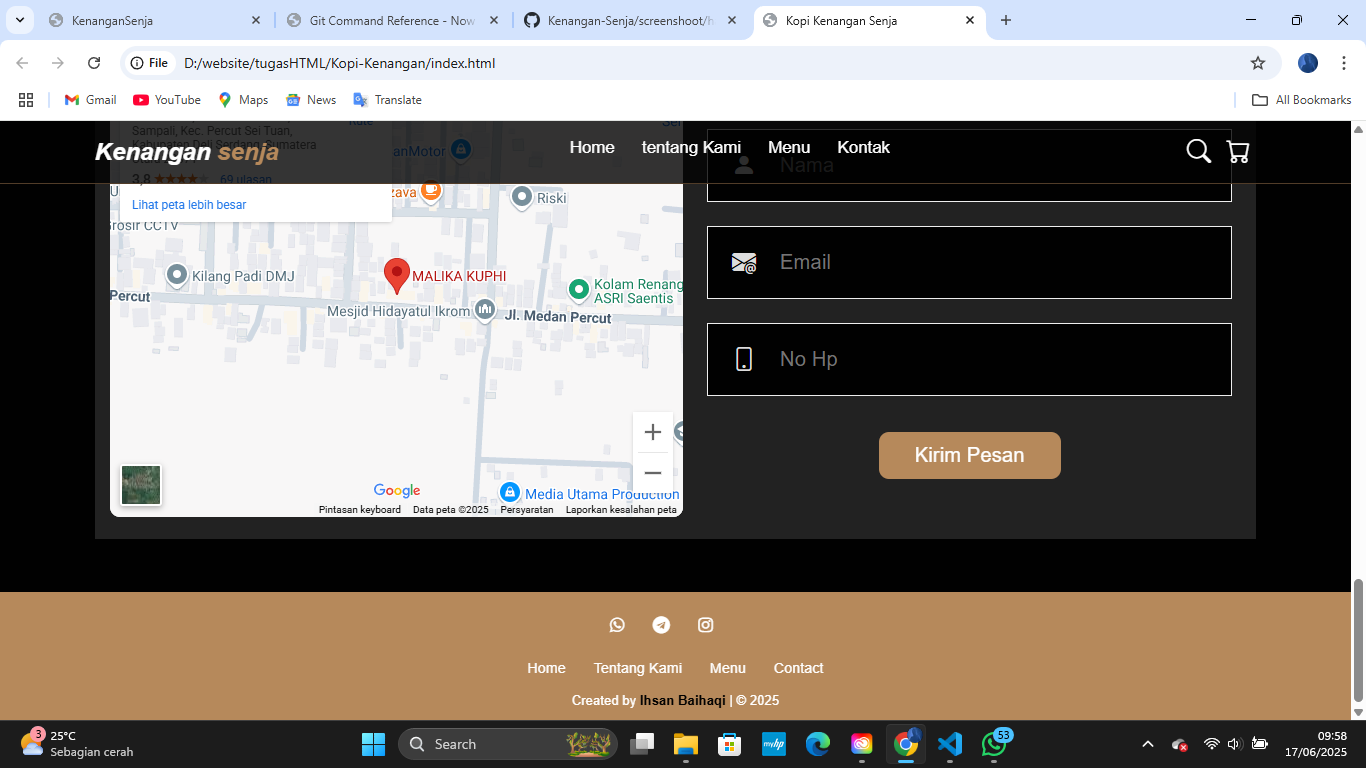 KenanganSenja
Git Command Reference - Now
Kenangan-Senja/screenshoot/h
Kopi Kenangan Senja
File
D:/website/tugasHTML/Kopi-Kenangan/index.html
Gmail
YouTube
Maps
News
Translate
All Bookmarks
Kenangan senja
Home
tentang Kami
Menu
Kontak
Sampali, Kec. Percut Sei Tuan,
Kabupaten Deli Serdang, Sumatera
3,8
69 ulasan
Lihat peta lebih besar
Riski
Grosir CCTV
Kilang Padi DMJ
MALIKA KUPHI
Kolam Renang
ASRI Saentis
Percut
Mesjid Hidayatul Ikrom
Jl. Medan Percut
Media Utama Production
Google
Pintasan keyboard
Data peta ©2025
Persyaratan
Laporkan kesalahan peta
Nama
Email
No Hp
Kirim Pesan
Home
Tentang Kami
Menu
Contact
Created by Ihsan Baihaqi | © 2025
3
25°C
Sebagian cerah
Search
myhp
53
09:58
17/06/2025